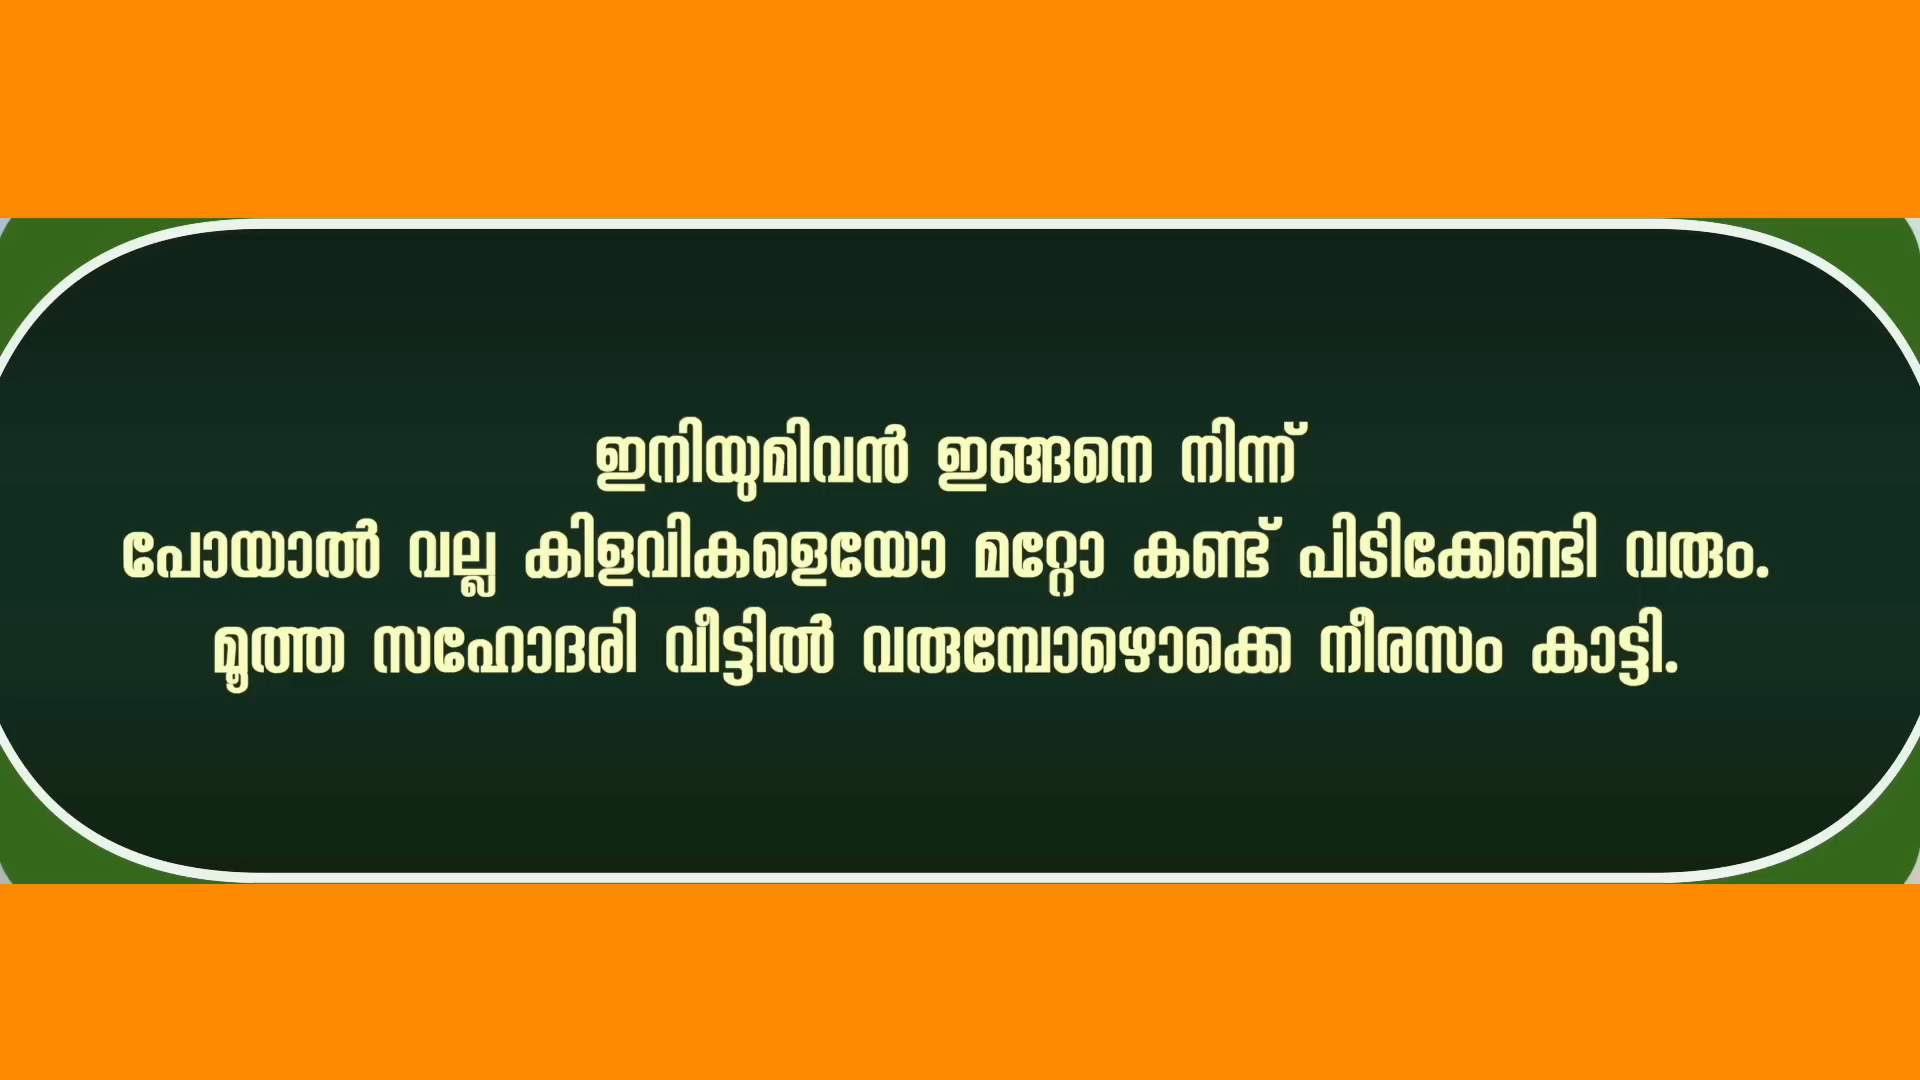 ഇനിയുമിവൻ ഇങ്ങനെ നിന്ന്
പോയാൽ വല്ല കിളവികളെയോ മറ്റോ കണ്ട് പിടിക്കേണ്ടി വരും.
മൂത്ത സഹോദരി വീട്ടിൽ വരുമ്പോഴൊക്കെ നീരസം കാട്ടി.